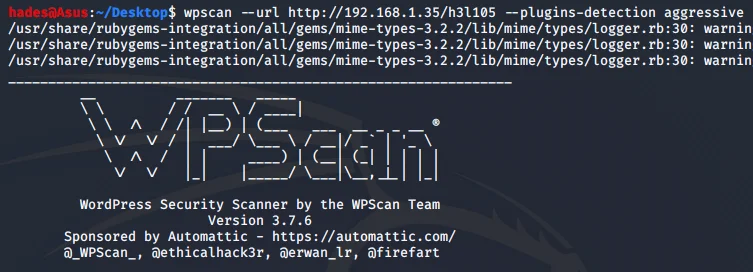 hades@Asus:~/Desktop$ wpscan --url http://192.168.1.35/h3l105 --plugins-detection aggressive
/usr/share/rubygems-integration/all/gems/mime-types-3.2.2/lib/mime/types/logger.rb:30: warnin
/usr/share/rubygems-integration/all/gems/mime-types-3.2.2/lib/mime/types/logger.rb:30: warnin
/usr/share/rubygems-integration/all/gems/mime-types-3.2.2/lib/mime/types/logger.rb:30: warnin
WPScan ®
WordPress Security Scanner by the WPScan Team
Version 3.7.6
Sponsored by Automattic - https://automattic.com/
@_WPScan_, @ethicalhack3r, @erwan_lr, @firefart